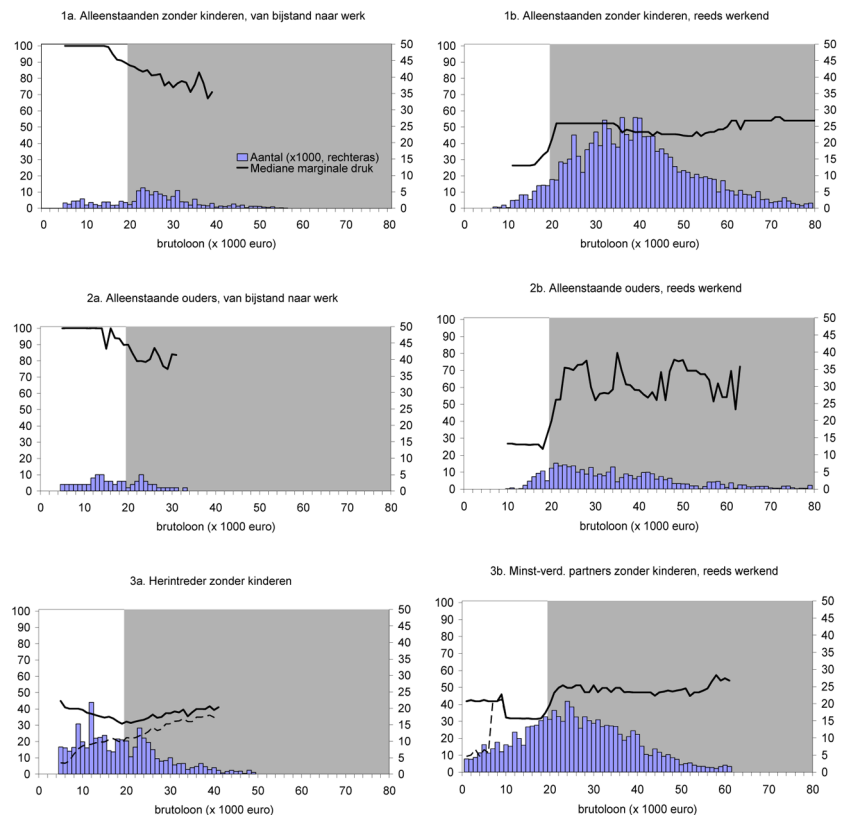 1a. Alleenstaanden zonder kinderen, van bijstand naar werk
100 90 80 70 60 50 40 30 20 10 0
50 45 40 35 30 25 20 15 10 5 0
Aantal (x1000, rechteras)
Mediane marginale druk
0 10 20 30 40 50 60 70 80
brutoloon (x 1000 euro)
1b. Alleenstaanden zonder kinderen, reeds werkend
100 90 80 70 60 50 40 30 20 10 0
50 45 40 35 30 25 20 15 10 5 0
0 10 20 30 40 50 60 70 80
brutoloon (x 1000 euro)
2a. Alleenstaande ouders, van bijstand naar werk
100 90 80 70 60 50 40 30 20 10 0
50 45 40 35 30 25 20 15 10 5 0
0 10 20 30 40 50 60 70 80
brutoloon (x 1000 euro)
2b. Alleenstaande ouders, reeds werkend
100 90 80 70 60 50 40 30 20 10 0
50 45 40 35 30 25 20 15 10 5 0
0 10 20 30 40 50 60 70 80
brutoloon (x 1000 euro)
3a. Herintreder zonder kinderen
100 90 80 70 60 50 40 30 20 10 0
50 45 40 35 30 25 20 15 10 5 0
0 10 20 30 40 50 60 70 80
brutoloon (x 1000 euro)
3b. Minst-verd. partners zonder kinderen, reeds werkend
100 90 80 70 60 50 40 30 20 10 0
50 45 40 35 30 25 20 15 10 5 0
0 10 20 30 40 50 60 70 80
brutoloon (x 1000 euro)